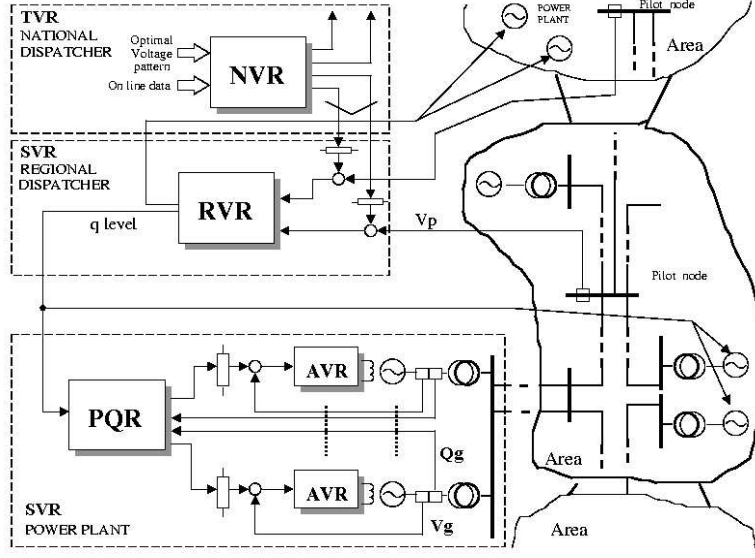 TVR
NATIONAL
DISPATCHER
Optimal
Voltage
pattern
On line data
NVR
POWER
PLANT
Pilot node
Area
SVR
REGIONAL
DISPATCHER
RVR
q level
Vp
Pilot node
AVR
PQR
Qg
AVR
Vg
SVR
POWER PLANT
Area
Area